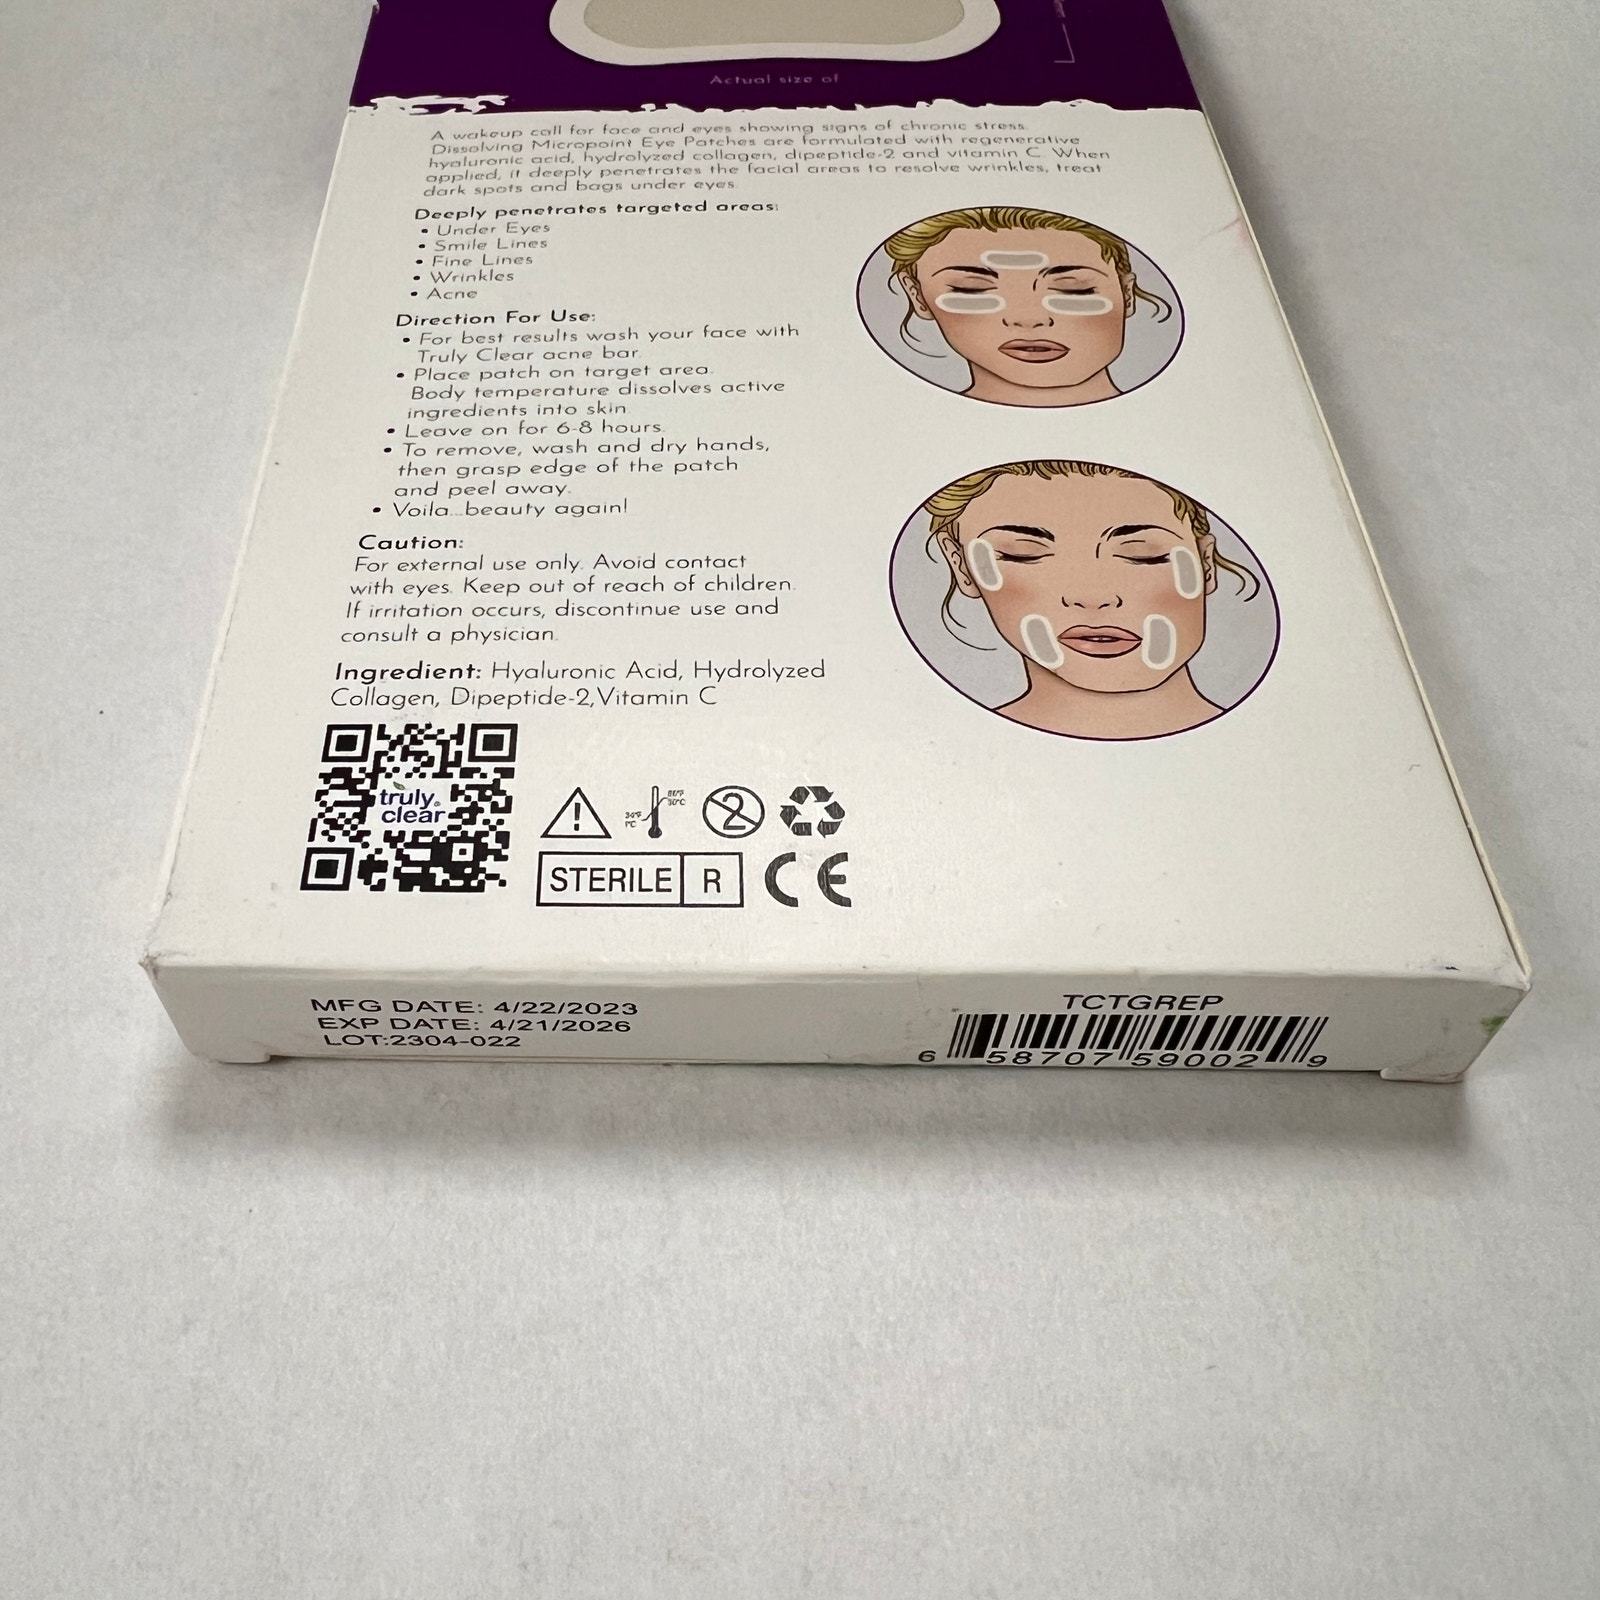 Actual size of
A wakeup call for face and eyes showing signs of chronic stress.
Dissolving Micropoint Eye Patches are formulated with regenerative
hyaluronic acid, hydrolyzed collagen, dipeptide-2 and vitamin C. When
applied, it deeply penetrates the facial areas to resolve wrinkles, treat
dark spots and bags under eyes.
Deeply penetrates targeted areas:
• Under Eyes
• Smile Lines
• Fine Lines
• Wrinkles
• Acne
Direction For Use:
• For best results wash your face with
Truly Clear acne bar.
• Place patch on target area.
Body temperature dissolves active
ingredients into skin.
• Leave on for 6-8 hours.
• To remove, wash and dry hands,
then grasp edge of the patch
and peel away.
• Voila...beauty again!
Caution:
For external use only. Avoid contact
with eyes. Keep out of reach of children.
If irritation occurs, discontinue use and
consult a physician.
Ingredient: Hyaluronic Acid, Hydrolyzed
Collagen, Dipeptide-2,Vitamin C
truly
clear
86°F
30°C
34°F
1°C
2
STERILE R
CE
MFG DATE: 4/22/2023
EXP DATE: 4/21/2026
LOT:2304-022
TCTGREP
6 58707 59002 9